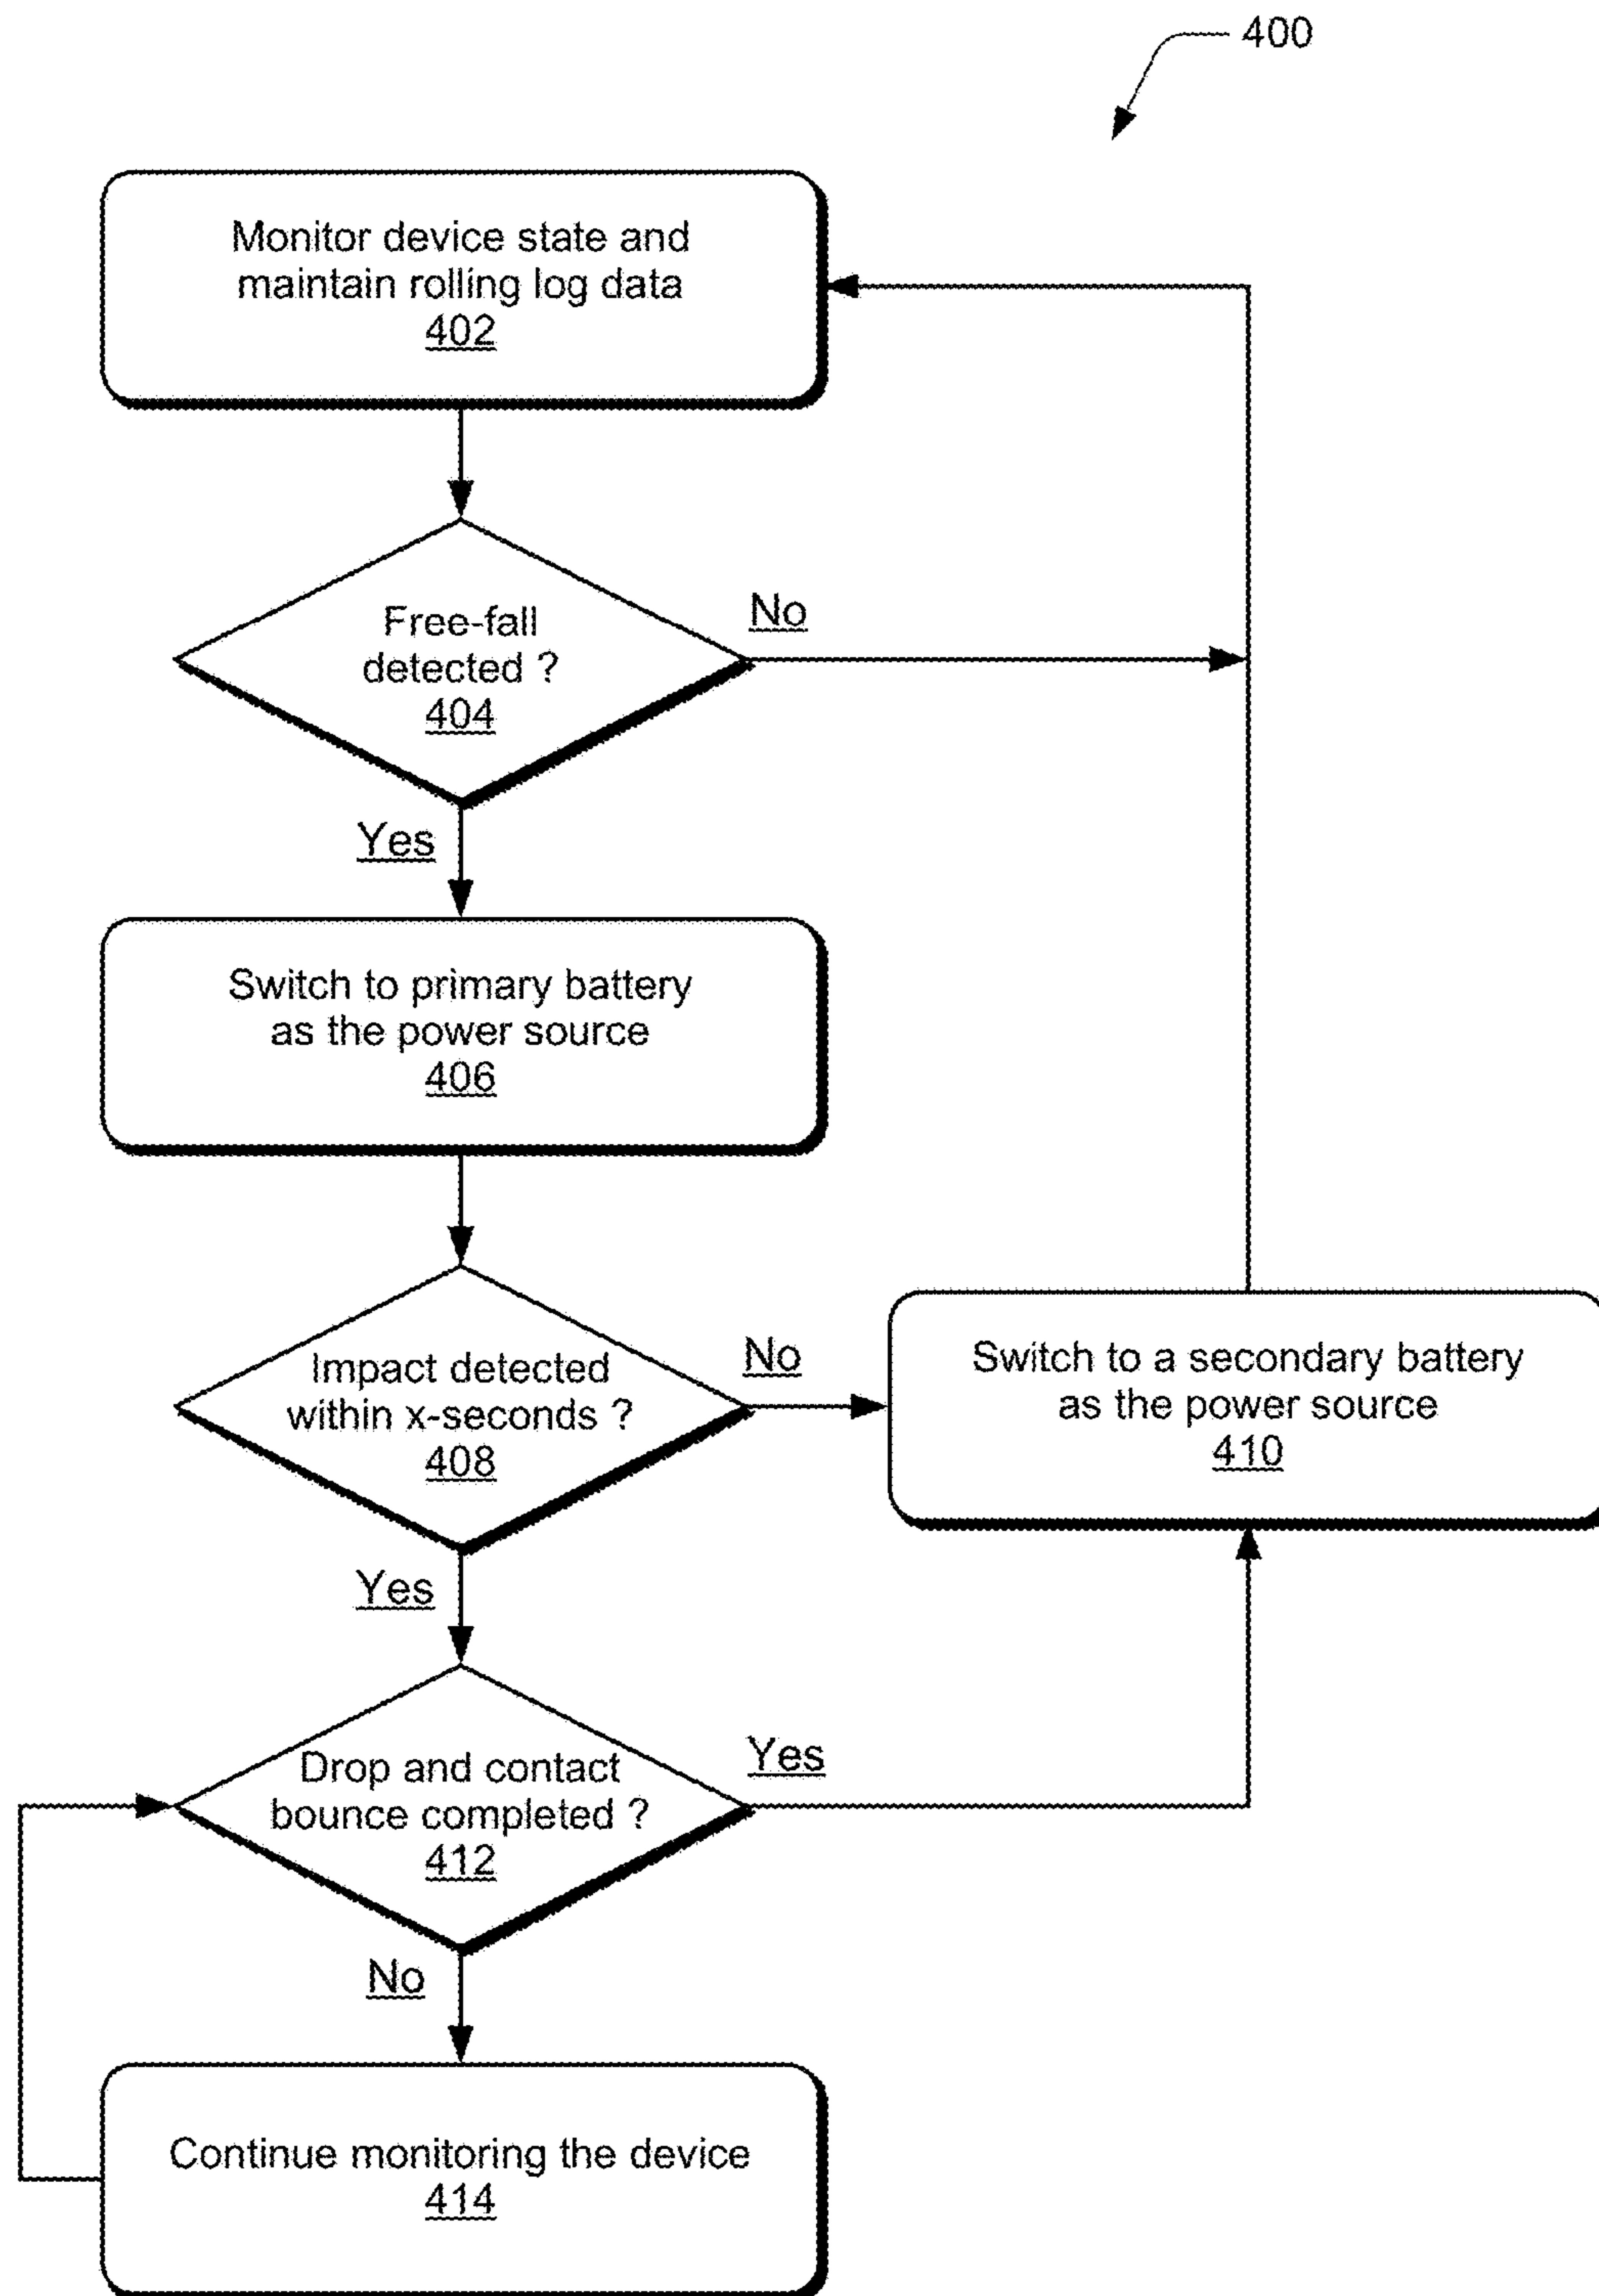 400
Monitor device state and
maintain rolling log data
402
Free-fall
detected ?
404
No
Yes
Switch to primary battery
as the power source
406
Impact detected
within x-seconds ?
408
No
Switch to a secondary battery
as the power source
410
Yes
Drop and contact
bounce completed ?
412
Yes
No
Continue monitoring the device
414